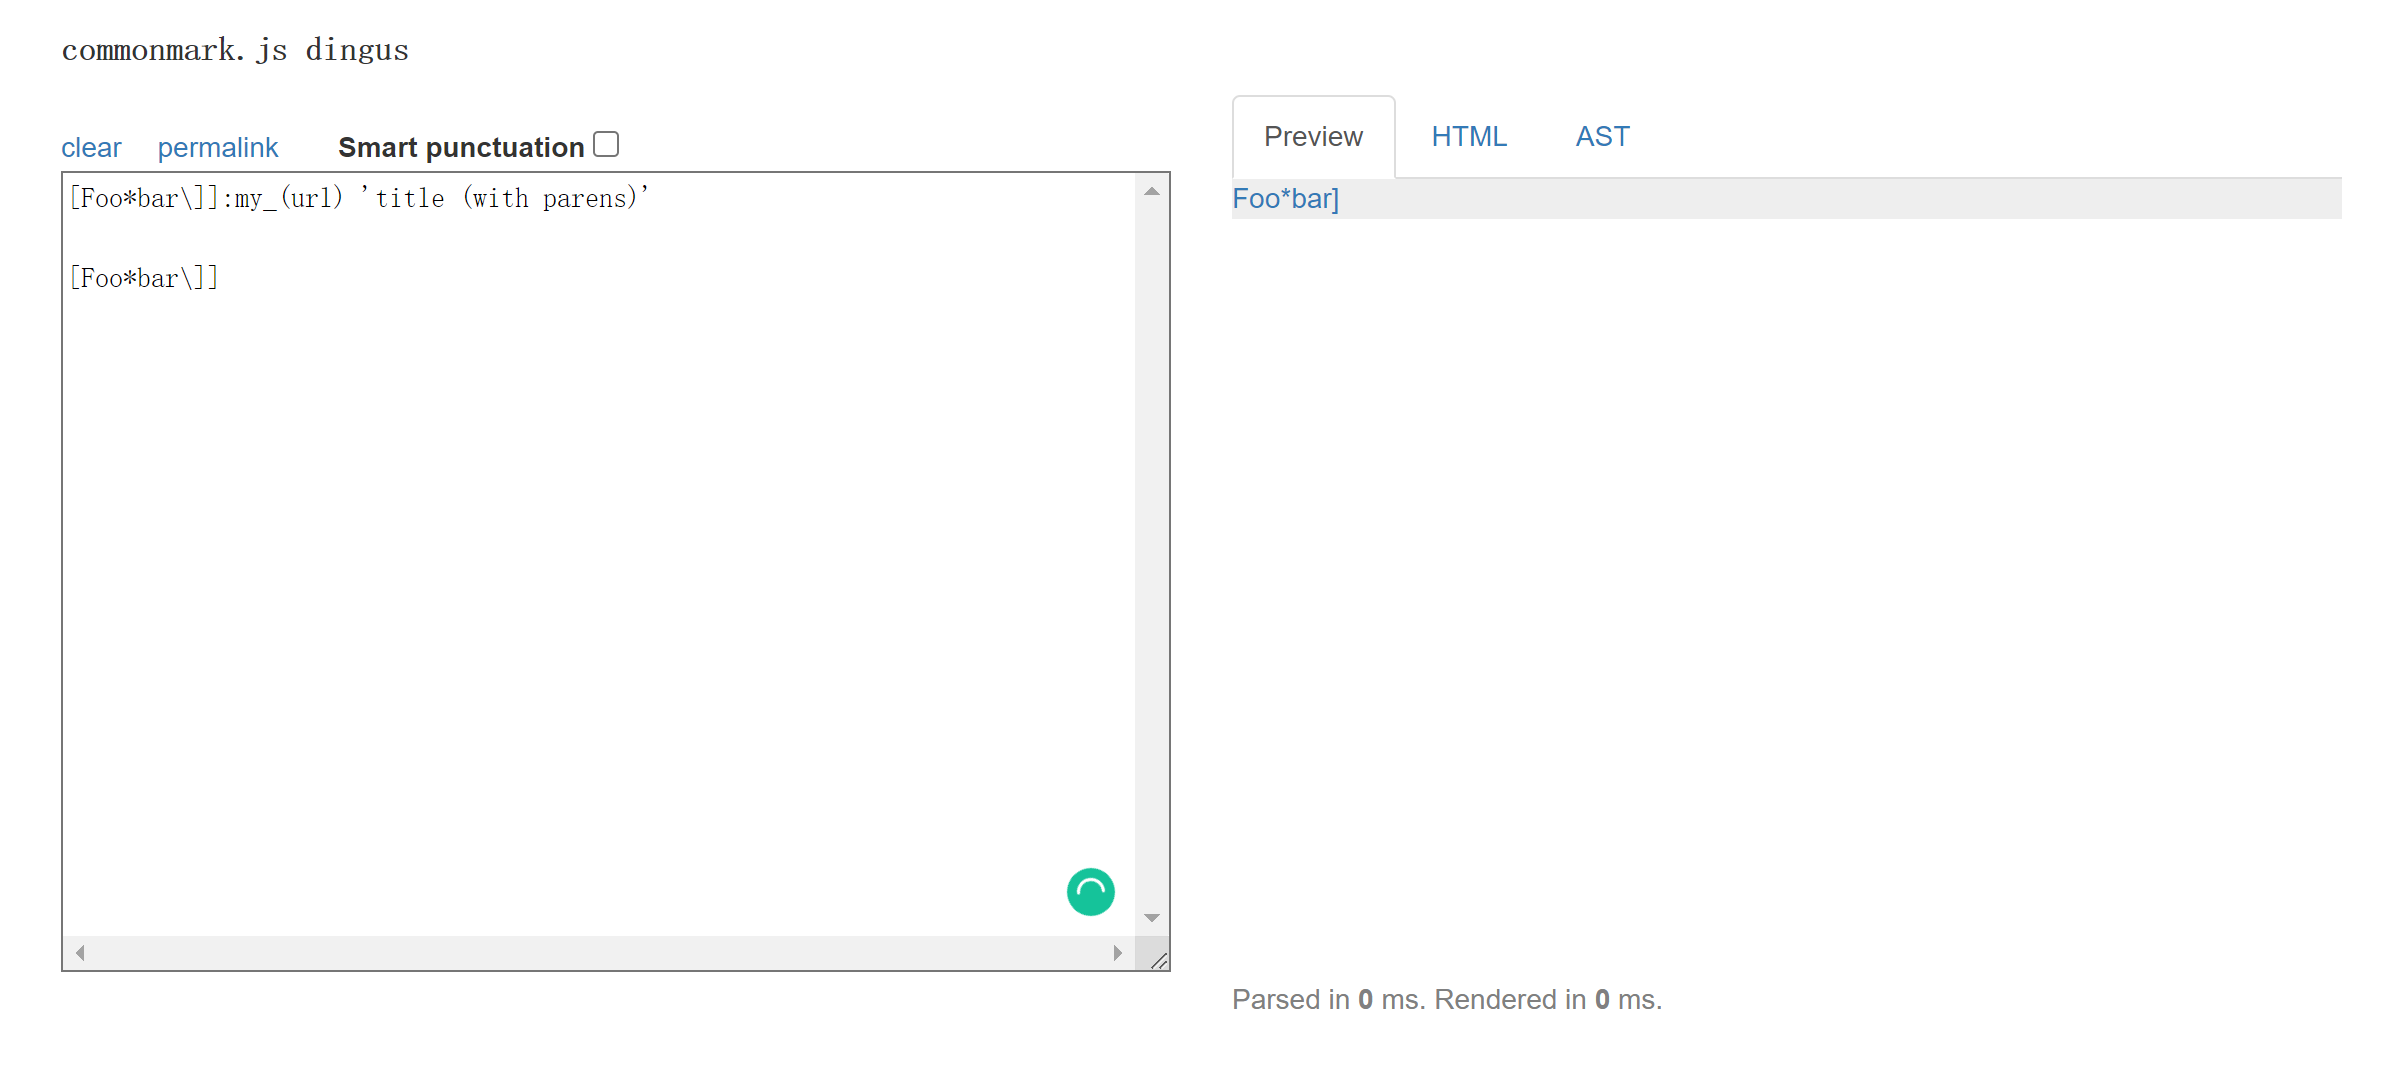 commonmark.js dingus
clear permalink Smart punctuation
[Foo*bar\]]:my_(url) 'title (with parens)'
[Foo*bar\]]
Preview HTML AST
Foo*bar]
Parsed in 0 ms. Rendered in 0 ms.